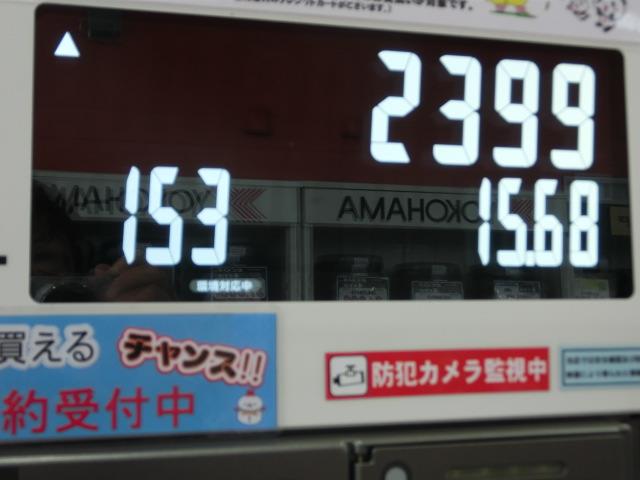 2399
153
15.68
YOKOHAMA
YOKOHAMA
環境対応中
買える
チャンス!!
約受付中
防犯カメラ監視中